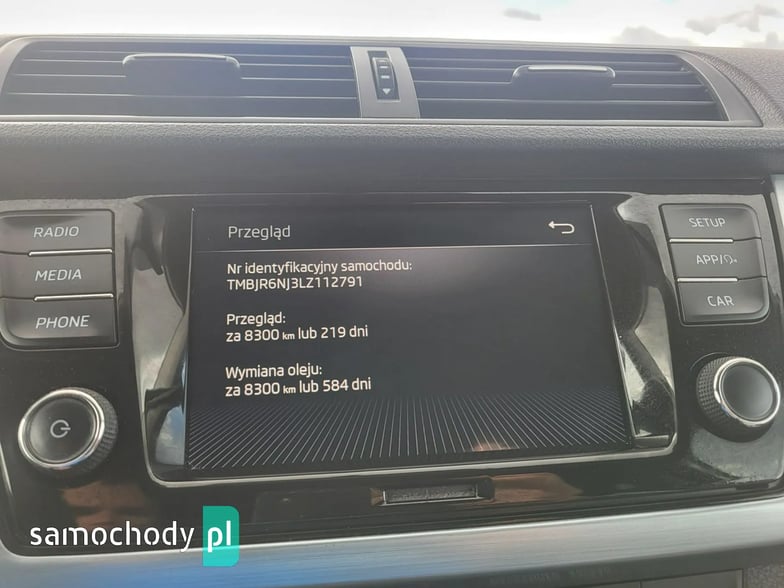 RADIO
MEDIA
PHONE
Przegląd
Nr identyfikacyjny samochodu:
TMBJR6NJ3LZ112791
Przegląd:
za 8300 km lub 219 dni
Wymiana oleju:
za 8300 km lub 584 dni
SETUP
APP/
CAR
samochody pl